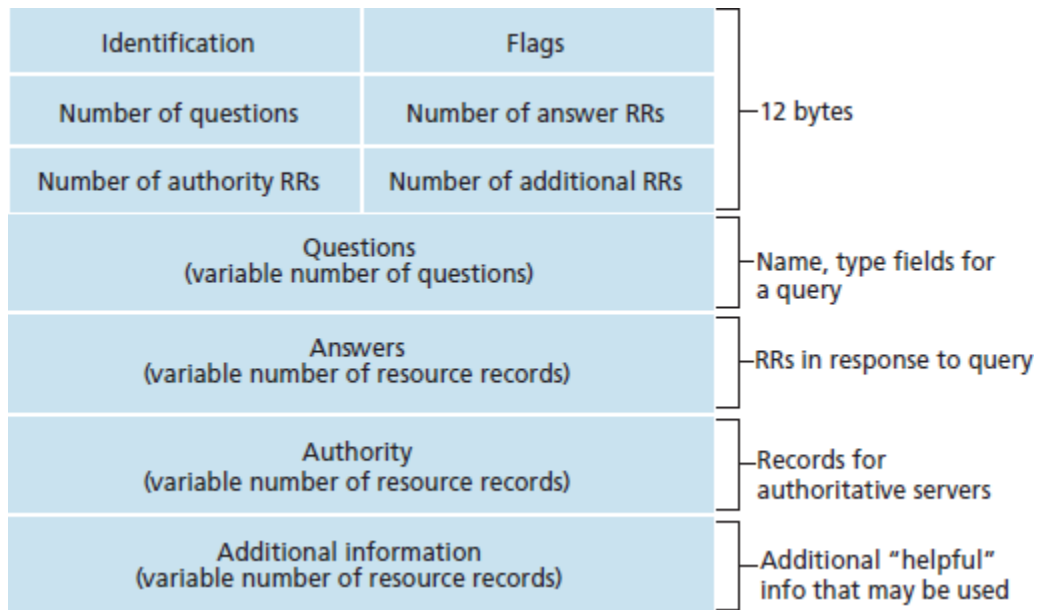 Identification
Flags
Number of questions
Number of answer RRs
12 bytes
Number of authority RRs
Number of additional RRs
Questions
(variable number of questions)
Name, type fields for
a query
Answers
(variable number of resource records)
RRs in response to query
Authority
(variable number of resource records)
Records for
authoritative servers
Additional information
(variable number of resource records)
Additional “helpful”
info that may be used